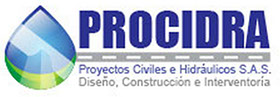 PROCIDRA
Proyectos Civiles e Hidráulicos S.A.S.
Diseño, Construcción e Interventoría